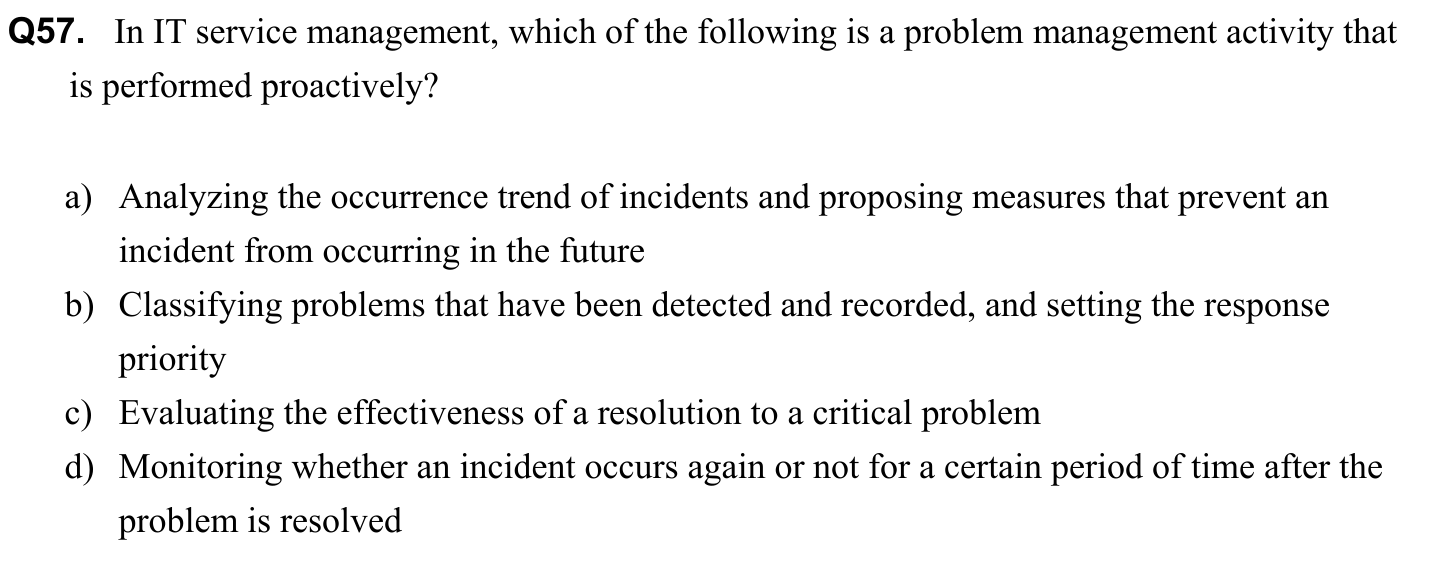 Q57. In IT service management, which of the following is a problem management activity that
is performed proactively?
a) Analyzing the occurrence trend of incidents and proposing measures that prevent an
incident from occurring in the future
b) Classifying problems that have been detected and recorded, and setting the response
priority
c) Evaluating the effectiveness of a resolution to a critical problem
d) Monitoring whether an incident occurs again or not for a certain period of time after the
problem is resolved